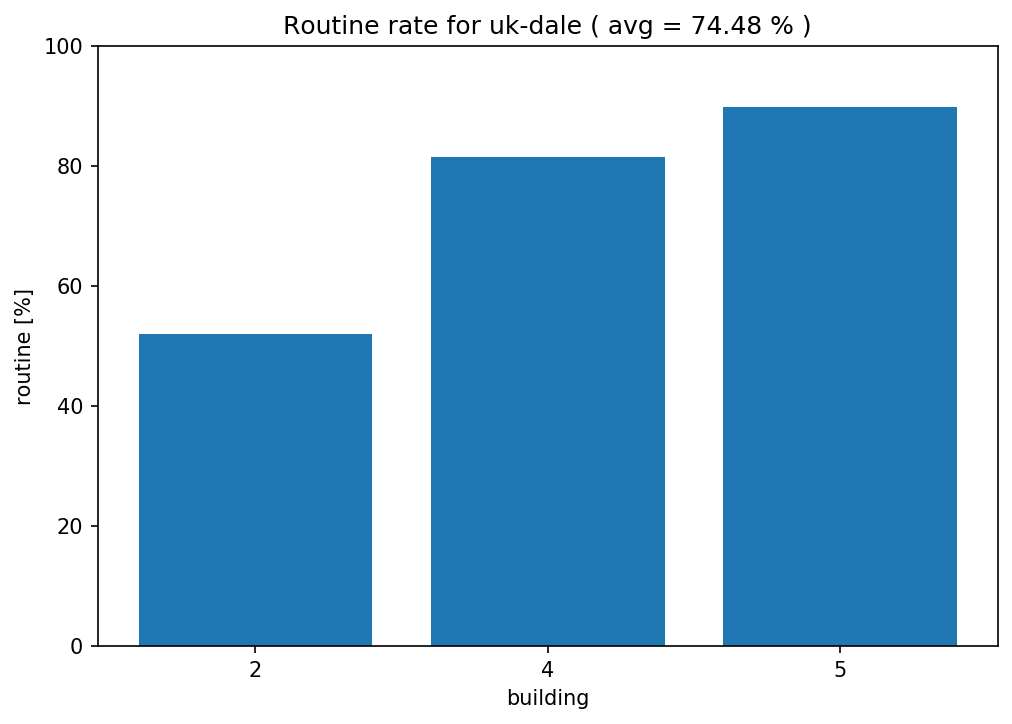 Routine rate for uk-dale ( avg = 74.48 % )
100
80
60
40
20
0
routine [%]
2 4 5
building